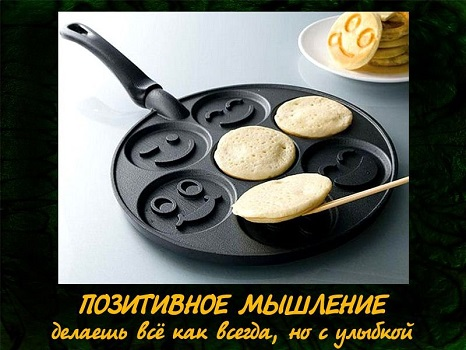 ПОЗИТИВНОЕ МЫШЛЕНИЕ
делаешь всё как всегда, но с улыбкой